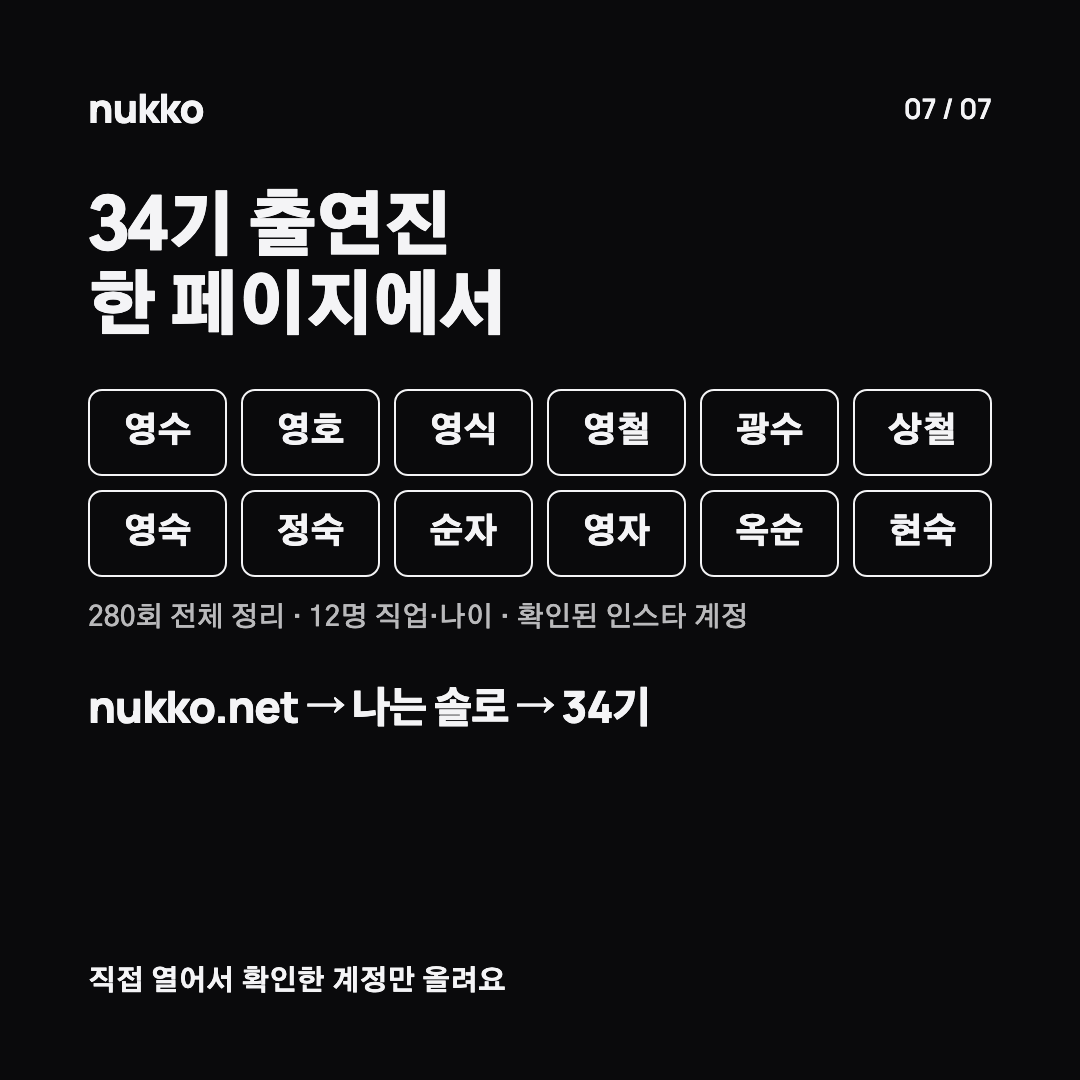 nukko
07 / 07
34기 출연진
한 페이지에서
영수 영호 영식 영철 광수 상철
영숙 정숙 순자 영자 옥순 현숙
280회 전체 정리 · 12명 직업·나이 · 확인된 인스타 계정
nukko.net → 나는 솔로 → 34기
직접 열어서 확인한 계정만 올려요